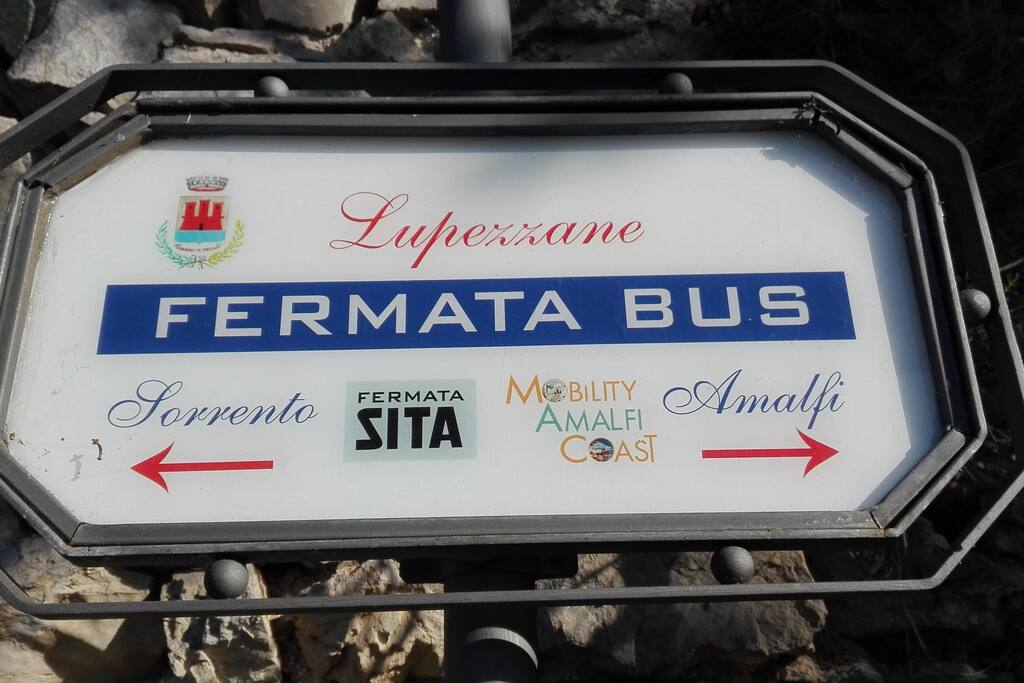 Lupezzane
FERMATA BUS
Sorrento
FERMATA
SITA
MOBILITY
AMALFI
COAST
Amalfi